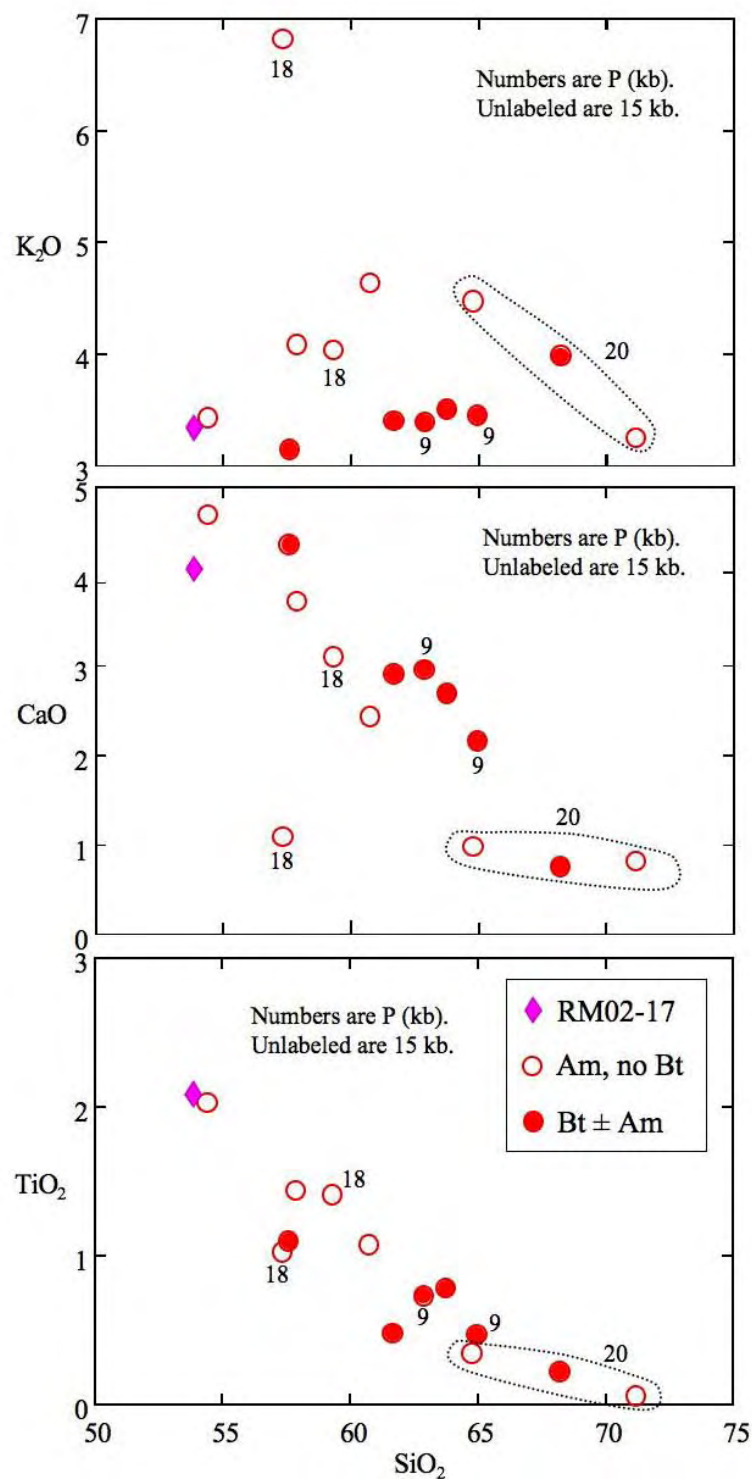 7
6
5
4
3
K₂O
18
Numbers are P (kb).
Unlabeled are 15 kb.
18
9
9
20
5
4
3
2
1
0
CaO
Numbers are P (kb).
Unlabeled are 15 kb.
9
18
9
18
20
3
2
1
0
TiO₂
Numbers are P (kb).
Unlabeled are 15 kb.
RM02-17
Am, no Bt
Bt ± Am
18
18
9
9
20
50 55 60 65 70 75
SiO₂